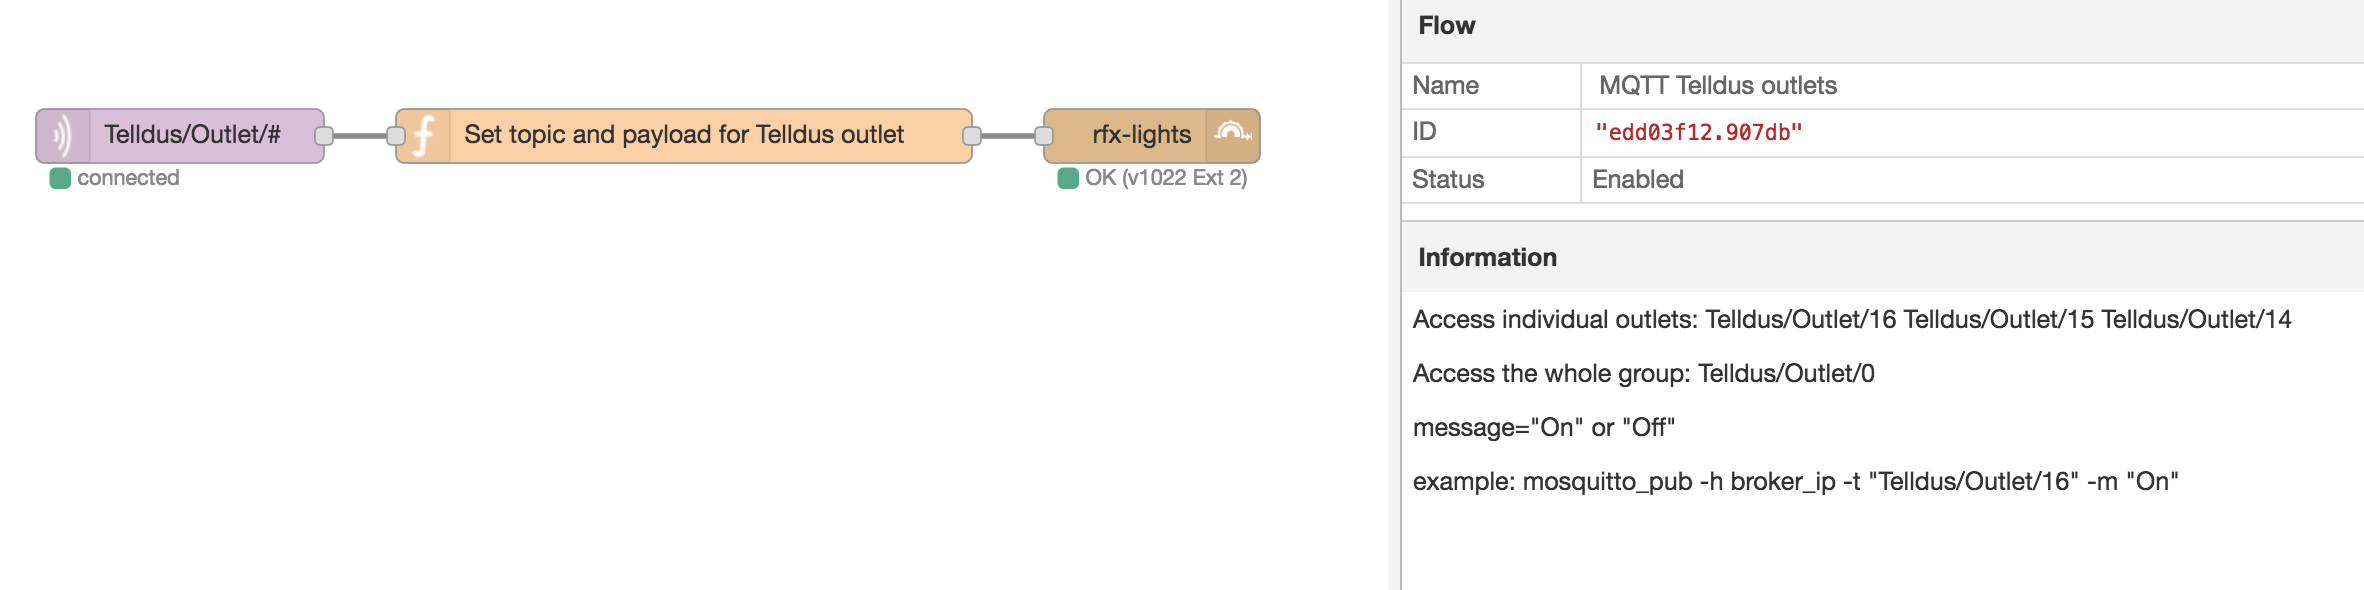 Telldus/Outlet/#
connected
Set topic and payload for Telldus outlet
rfx-lights
OK (v1022 Ext 2)
Flow
Name MQTT Telldus outlets
ID "edd03f12.907db"
Status Enabled
Information
Access individual outlets: Telldus/Outlet/16 Telldus/Outlet/15 Telldus/Outlet/14
Access the whole group: Telldus/Outlet/0
message="On" or "Off"
example: mosquitto_pub -h broker_ip -t "Telldus/Outlet/16" -m "On"